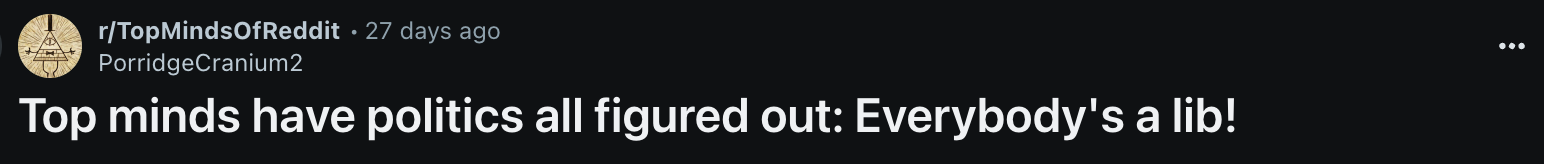 r/TopMindsOfReddit • 27 days ago
PorridgeCranium2
Top minds have politics all figured out: Everybody's a lib!